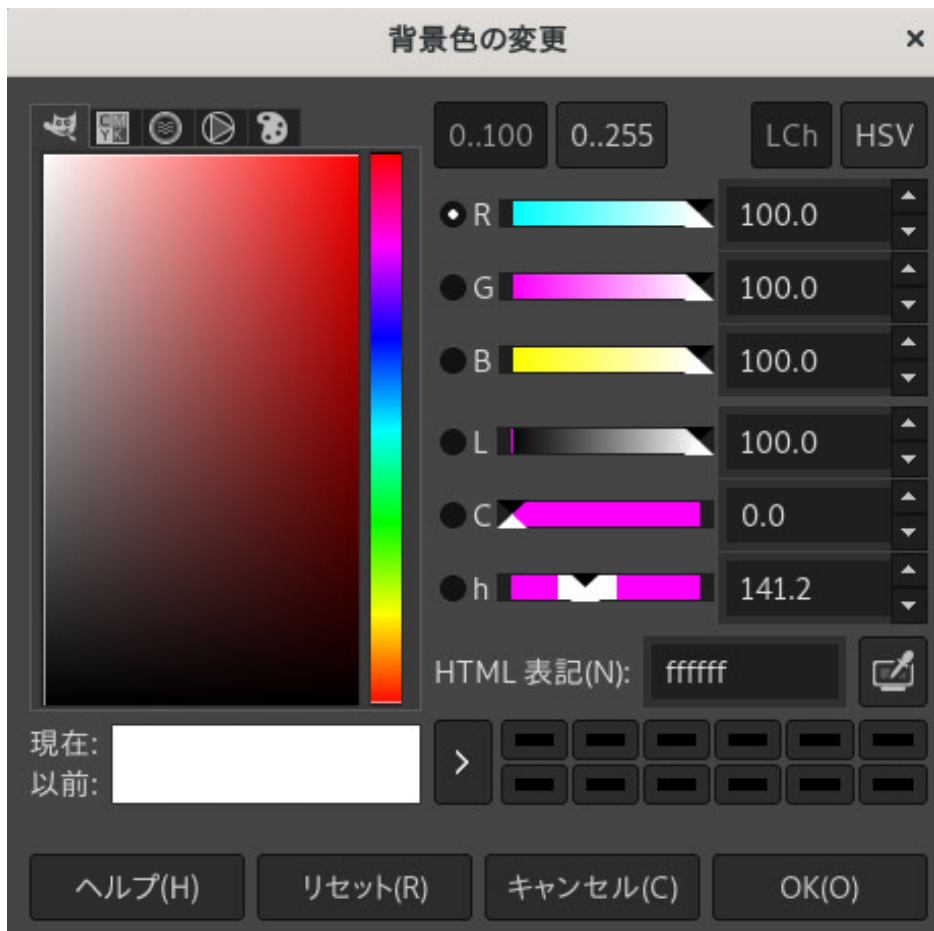 背景色の変更 ×
CMYK
0..100 0..255 LCh HSV
R 100.0
G 100.0
B 100.0
L 100.0
C 0.0
h 141.2
HTML 表記(N): ffffff
現在:
以前:
>
ヘルプ(H) リセット(R) キャンセル(C) OK(O)